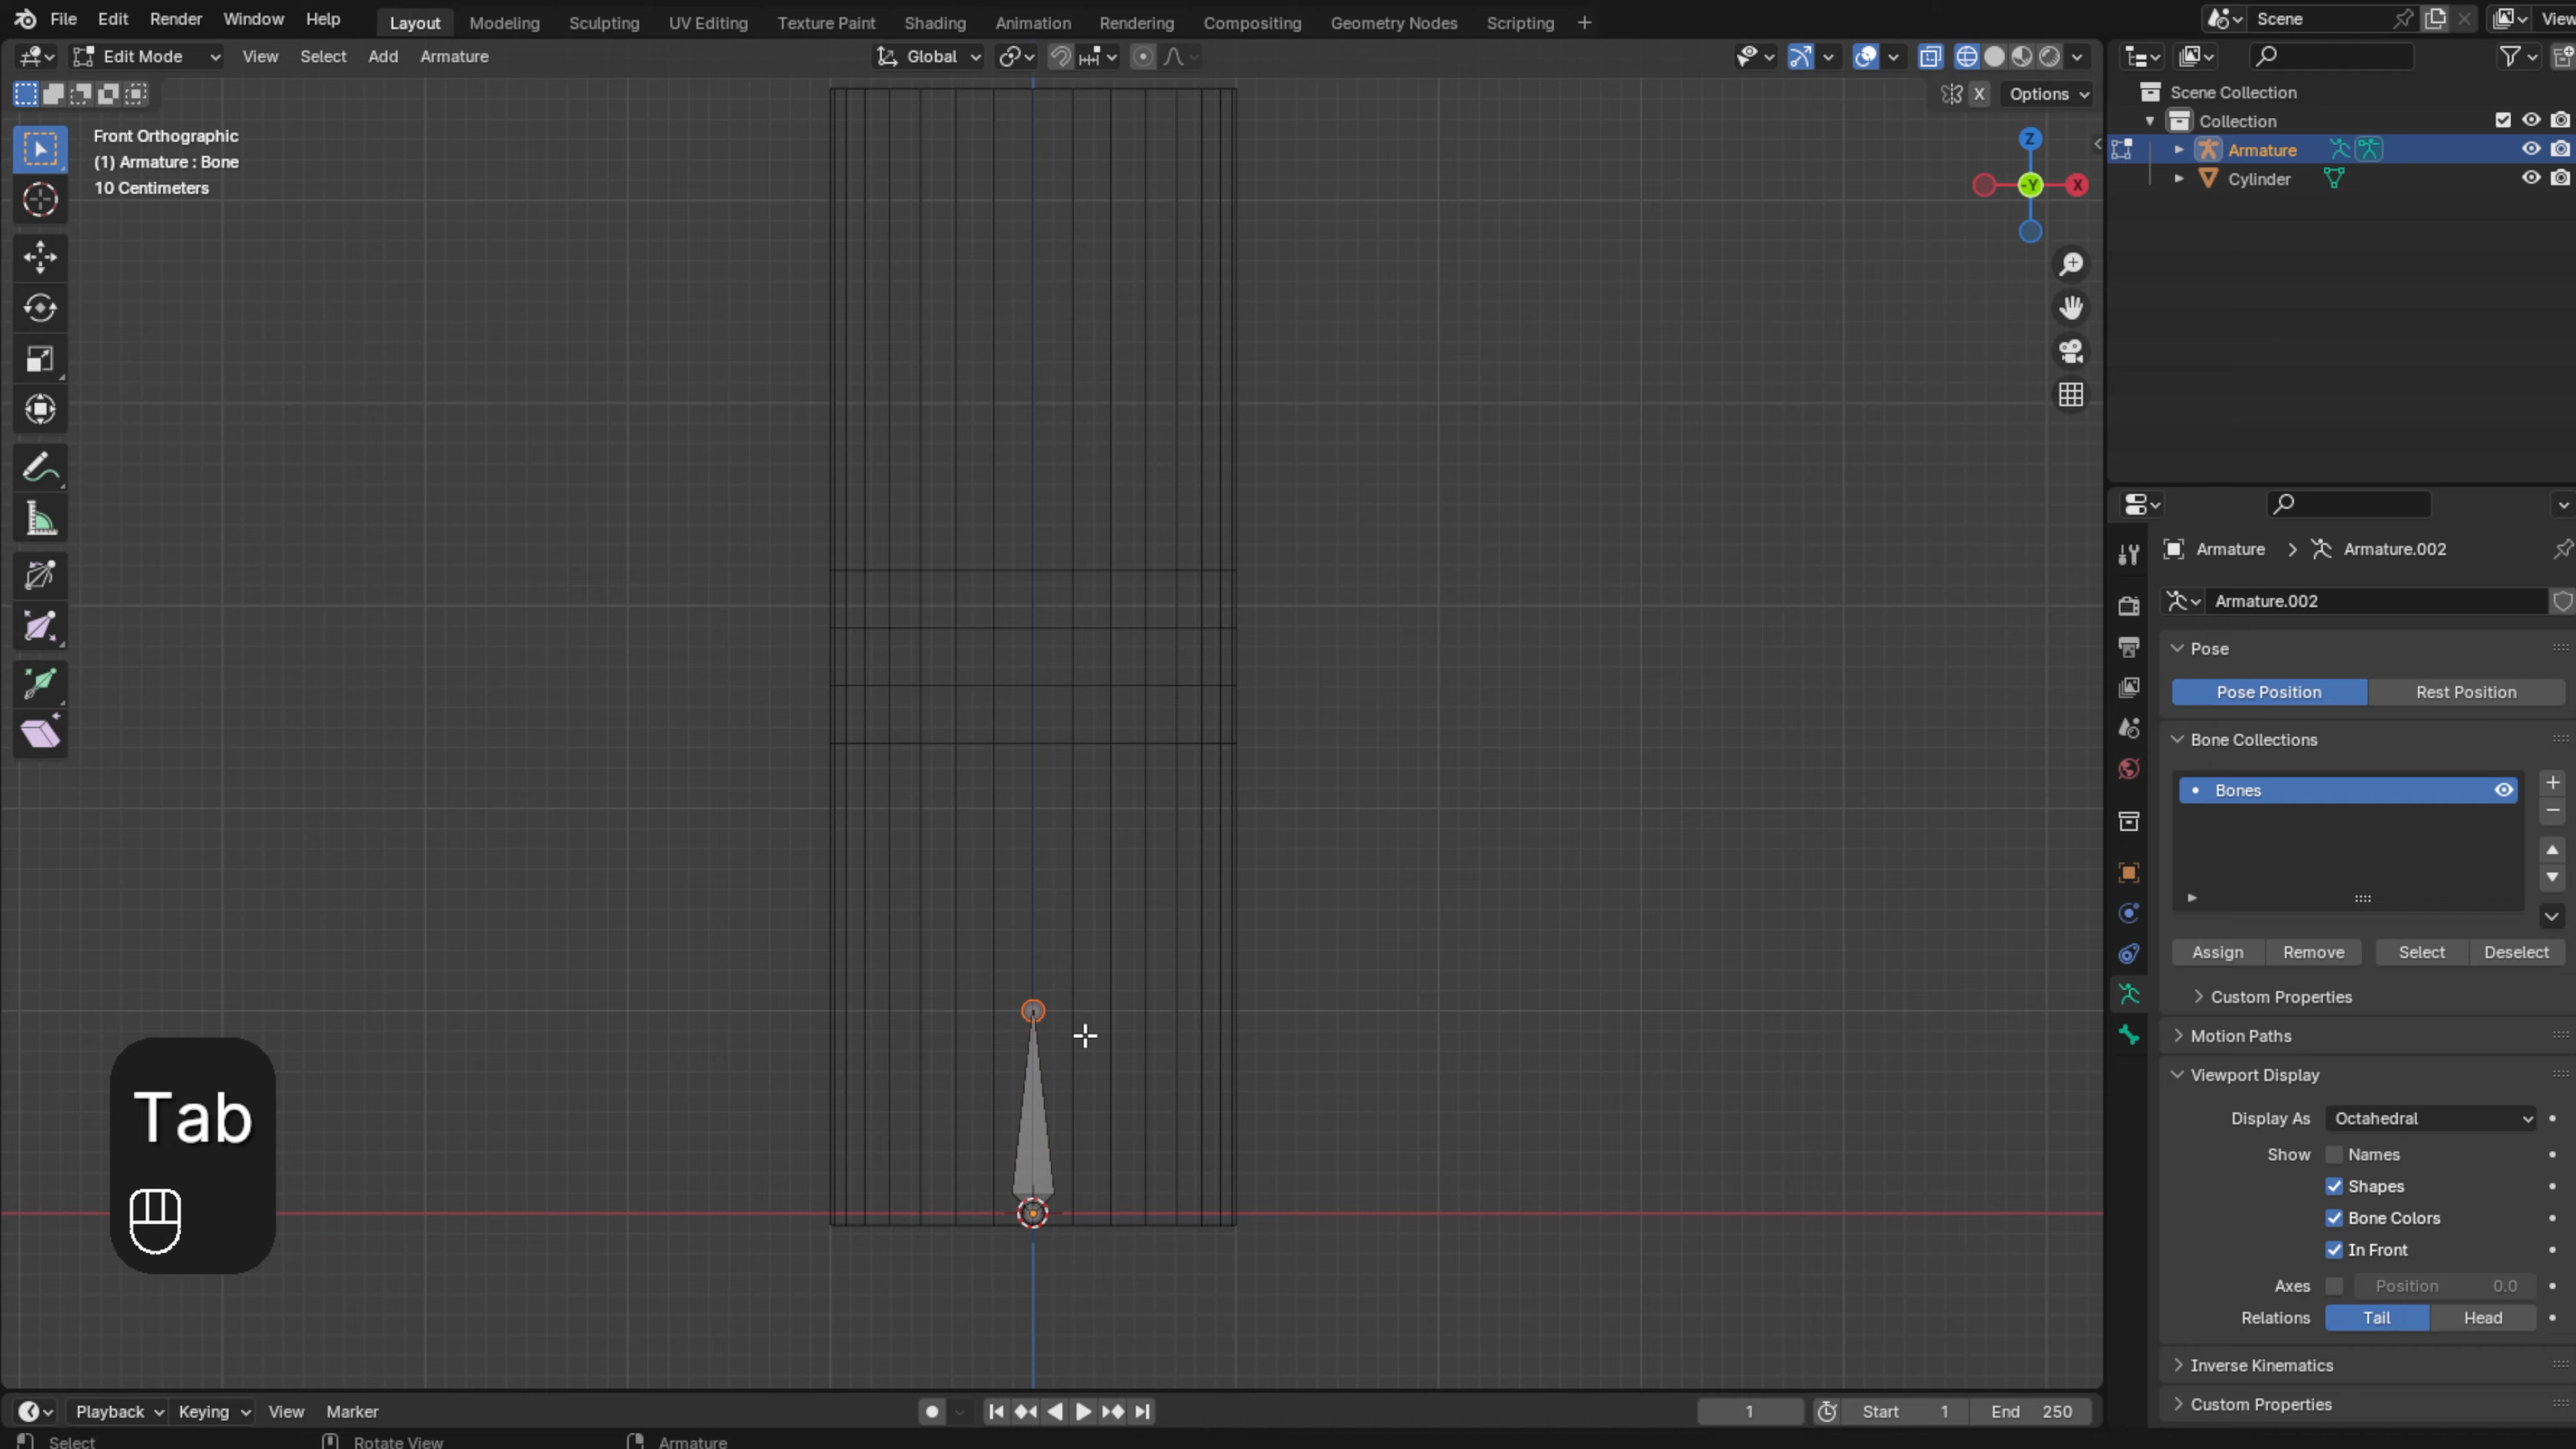 File Edit Render Window Help Layout Modeling Sculpting UV Editing Texture Paint Shading Animation Rendering Compositing Geometry Nodes Scripting + Scene View
Edit Mode View Select Add Armature Global
X Options
Front Orthographic
(1) Armature : Bone
10 Centimeters
Z
-Y
X
Scene Collection
Collection
Armature
Cylinder
Armature > Armature.002
Armature.002
Pose
Pose Position Rest Position
Bone Collections
Bones
Assign Remove Select Deselect
Custom Properties
Motion Paths
Viewport Display
Display As Octahedral
Show Names
Shapes
Bone Colors
In Front
Axes Position 0.0
Relations Tail Head
Inverse Kinematics
Custom Properties
Tab
Playback Keying View Marker 1 Start 1 End 250
Select Rotate View Armature